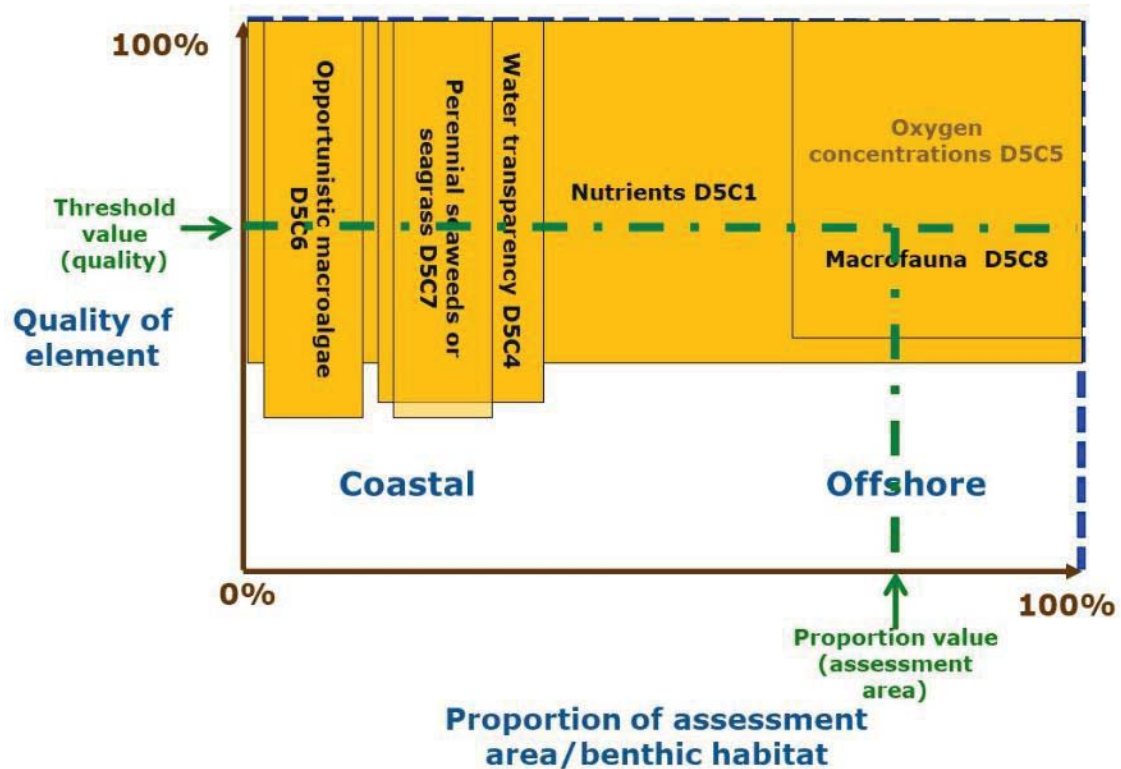 100%
Opportunistic macroalgae
D5C6
Perennial seaweeds or
seagrass D5C7
Water transparency D5C4
Oxygen
concentrations D5C5
Nutrients D5C1
Macrofauna D5C8
Threshold
value
(quality)
Quality of
element
Coastal
Offshore
0%
100%
Proportion value
(assessment
area)
Proportion of assessment
area/benthic habitat